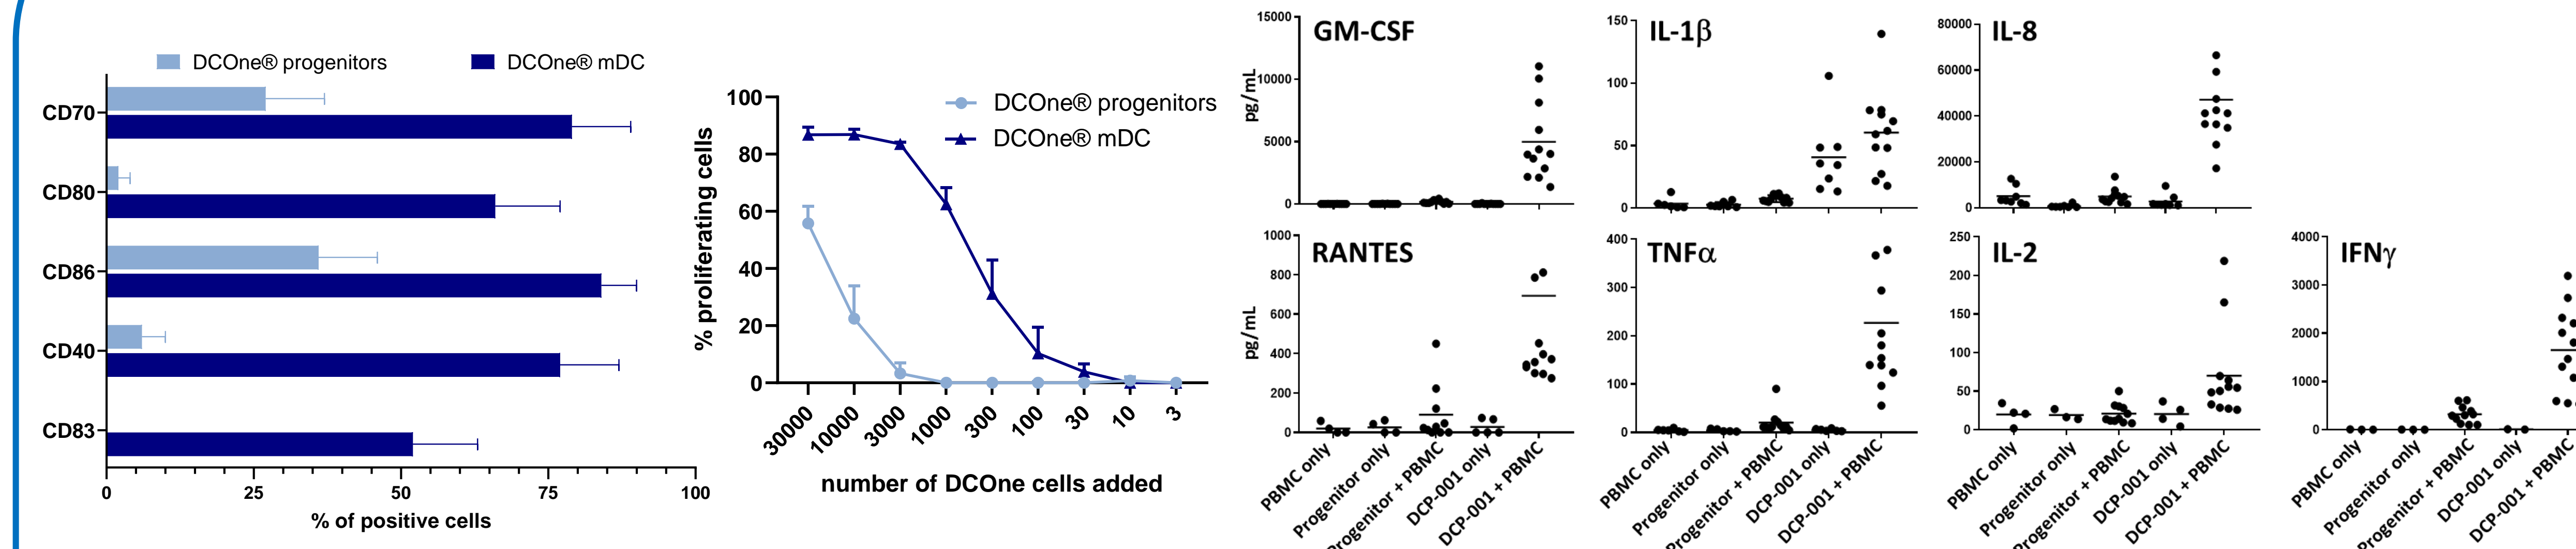 DCOne® progenitors
DCOne® mDC
CD70
CD80
CD86
CD40
CD83
0 25 50 75 100
% of positive cells
DCOne® progenitors
DCOne® mDC
% proliferating cells
100
80
60
40
20
0
30000 10000 3000 1000 300 100 30 10 3
number of DCOne cells added
GM-CSF
pg/mL
15000
10000
5000
0
IL-1β
150
100
50
0
IL-8
80000
60000
40000
20000
0
RANTES
pg/mL
1000
800
600
400
200
0
PBMC only
Progenitor only
Progenitor + PBMC
DCP-001 only
DCP-001 + PBMC
TNFα
400
300
200
100
0
PBMC only
Progenitor only
Progenitor + PBMC
DCP-001 only
DCP-001 + PBMC
IL-2
250
200
150
100
50
0
PBMC only
Progenitor only
Progenitor + PBMC
DCP-001 only
DCP-001 + PBMC
IFNγ
4000
3000
2000
1000
0
PBMC only
Progenitor only
Progenitor + PBMC
DCP-001 only
DCP-001 + PBMC